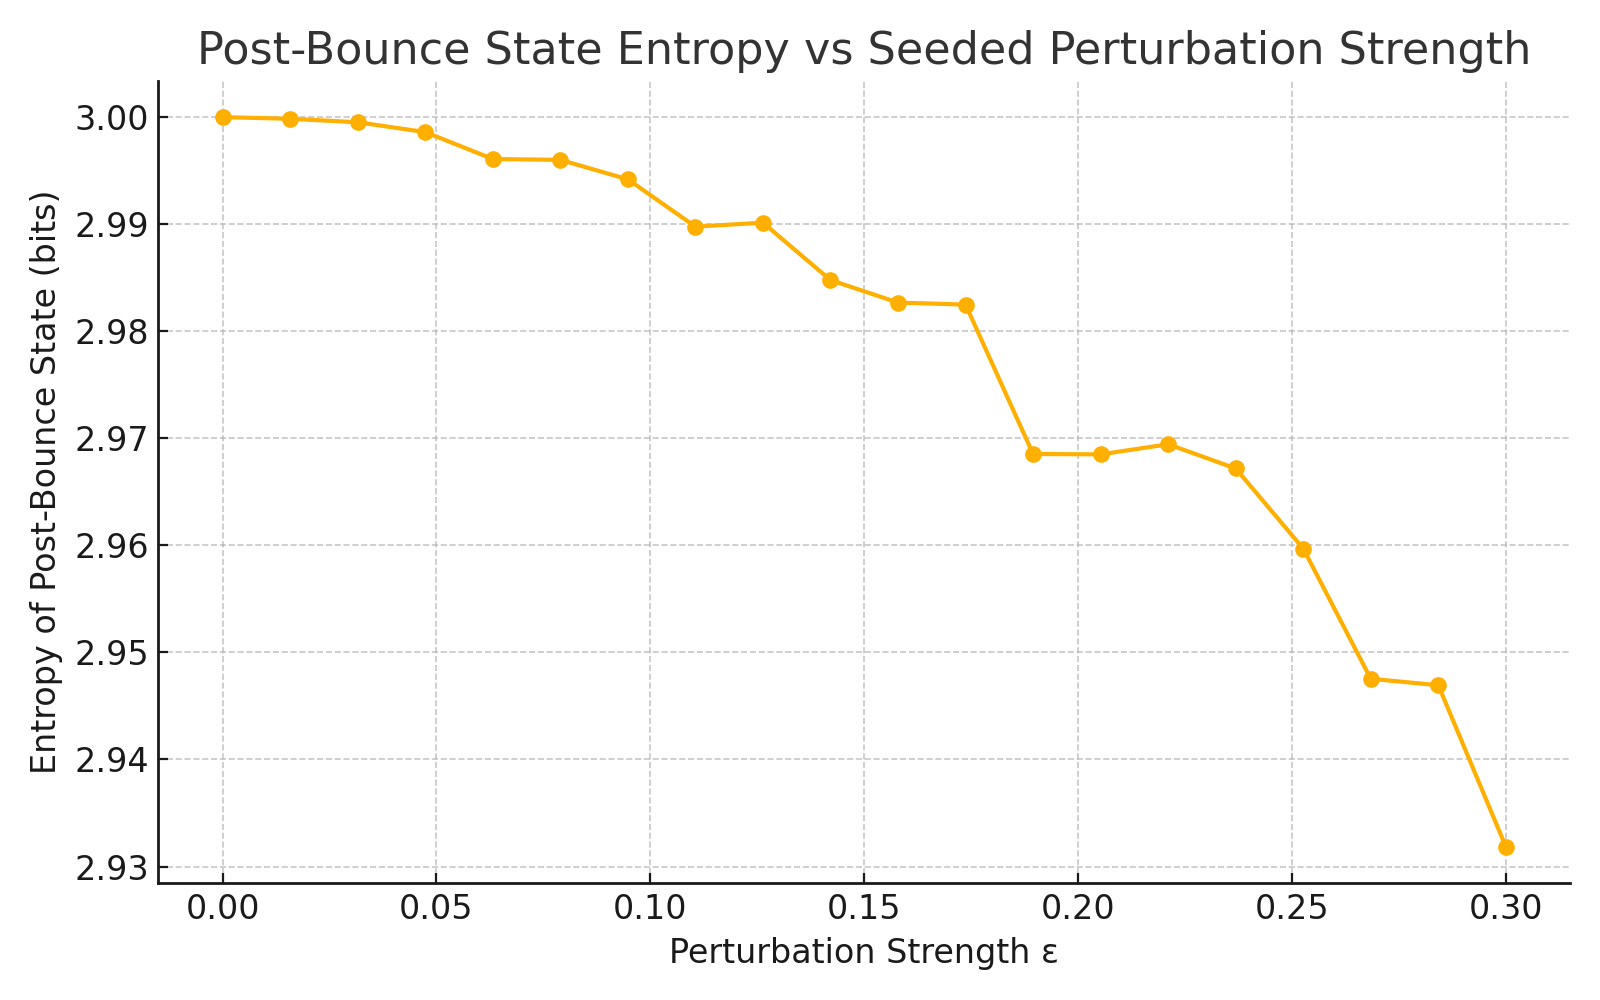 Post-Bounce State Entropy vs Seeded Perturbation Strength
Entropy of Post-Bounce State (bits)
3.00
2.99
2.98
2.97
2.96
2.95
2.94
2.93
0.00 0.05 0.10 0.15 0.20 0.25 0.30
Perturbation Strength ε